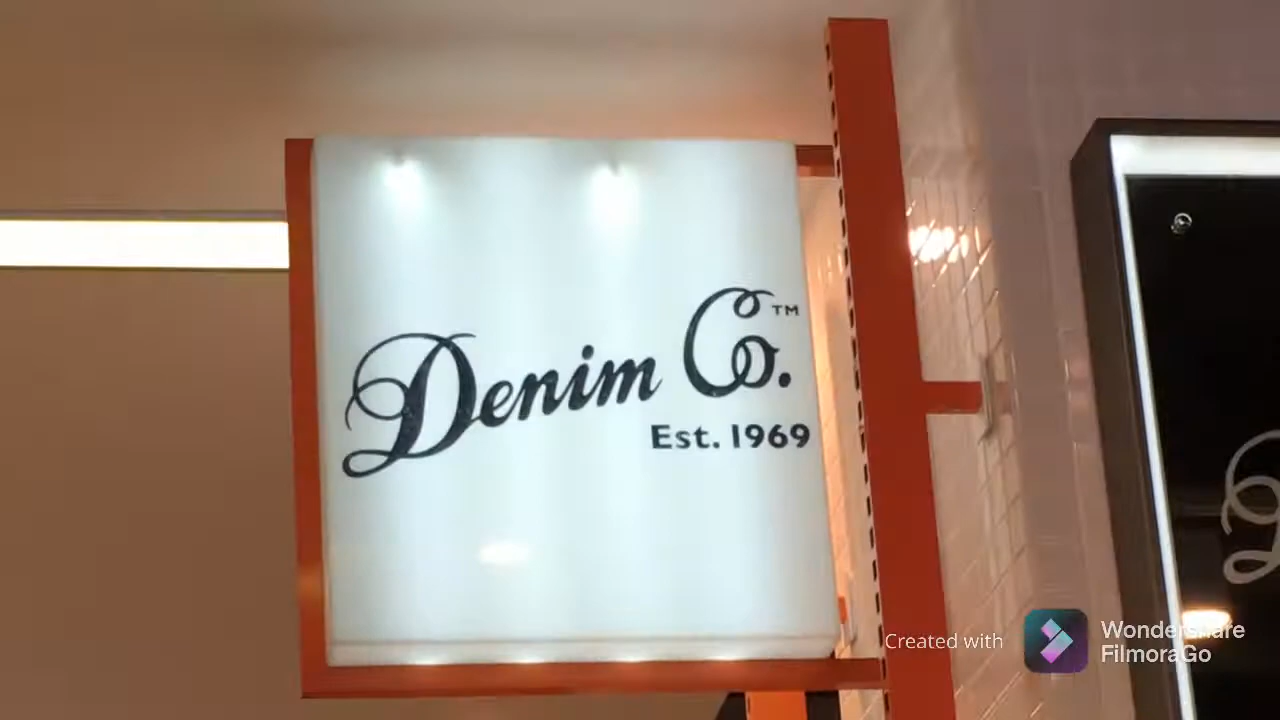 Denim Co.™
Est. 1969
Created with
Wondershare
FilmoraGo